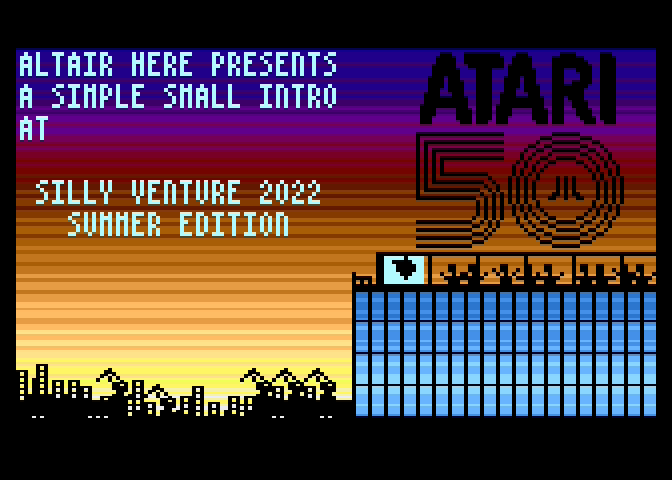 ALTAIR HERE PRESENTS
A SIMPLE SMALL INTRO
AT
SILLY VENTURE 2022
SUMMER EDITION
ATARI
50